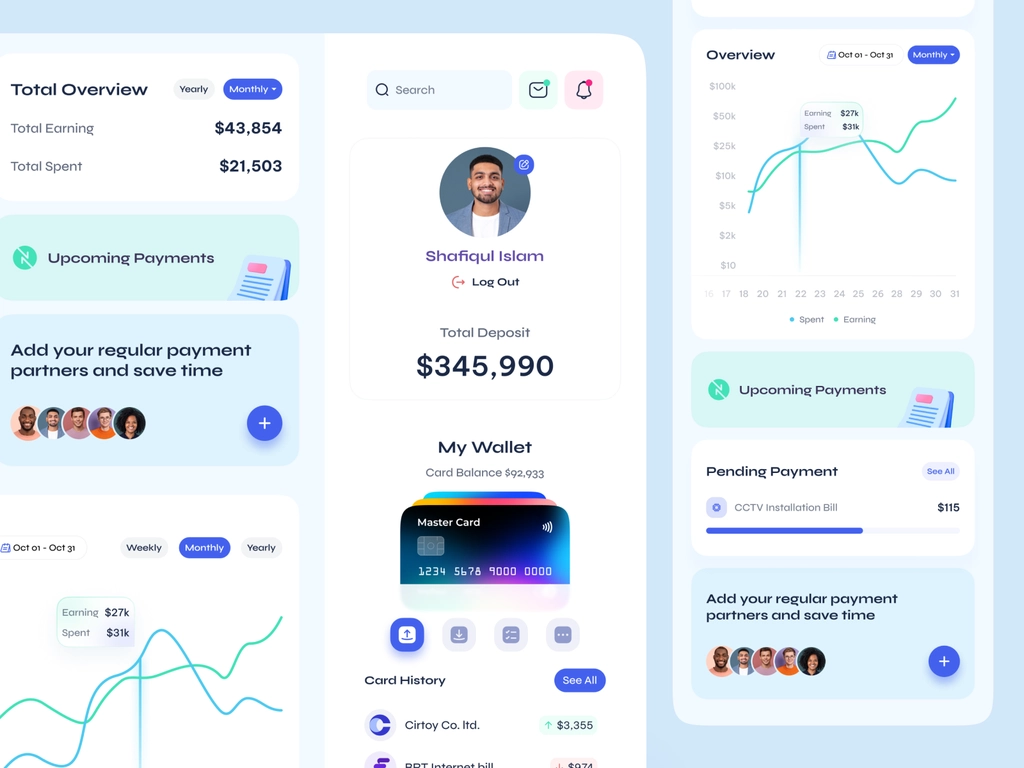 Total Overview
Yearly
Monthly
Total Earning
$43,854
Total Spent
$21,503
Upcoming Payments
Add your regular payment
partners and save time
Oct 01 - Oct 31
Weekly
Monthly
Yearly
Earning $27k
Spent $31k
Search
Shafiqul Islam
Log Out
Total Deposit
$345,990
My Wallet
Card Balance $92,933
Master Card
1234 5678 9000 0000
Card History
See All
Cirtoy Co. ltd.
$3,355
BRT Internet bill
$974
Overview
Oct 01 - Oct 31
Monthly
$100k
$50k
$25k
$10k
$5k
$2k
$10
Earning $27k
Spent $31k
16 17 18 20 21 22 23 24 25 26 28 29 30 31
Spent
Earning
Upcoming Payments
Pending Payment
See All
CCTV Installation Bill
$115
Add your regular payment
partners and save time